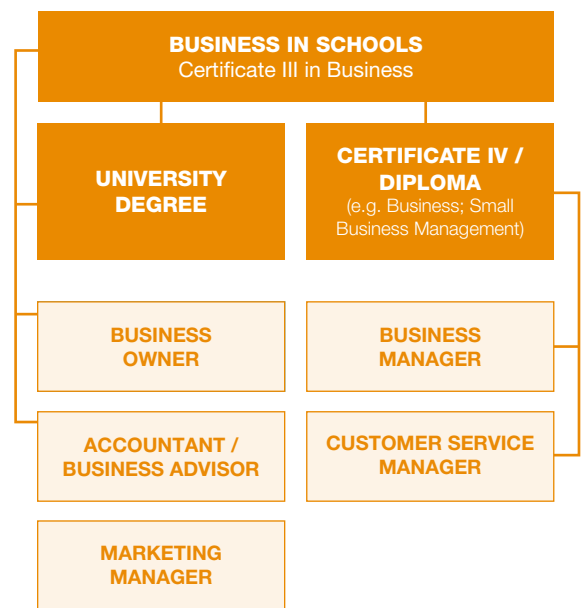 BUSINESS IN SCHOOLS
Certificate III in Business
UNIVERSITY
DEGREE
CERTIFICATE IV /
DIPLOMA
(e.g. Business; Small
Business Management)
BUSINESS
OWNER
BUSINESS
MANAGER
ACCOUNTANT /
BUSINESS ADVISOR
CUSTOMER SERVICE
MANAGER
MARKETING
MANAGER